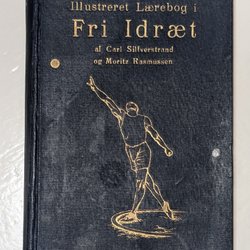 Illustreret Lærebog i
Fri Idræt
af Carl Silfverstrand
og Moritz Rasmussen